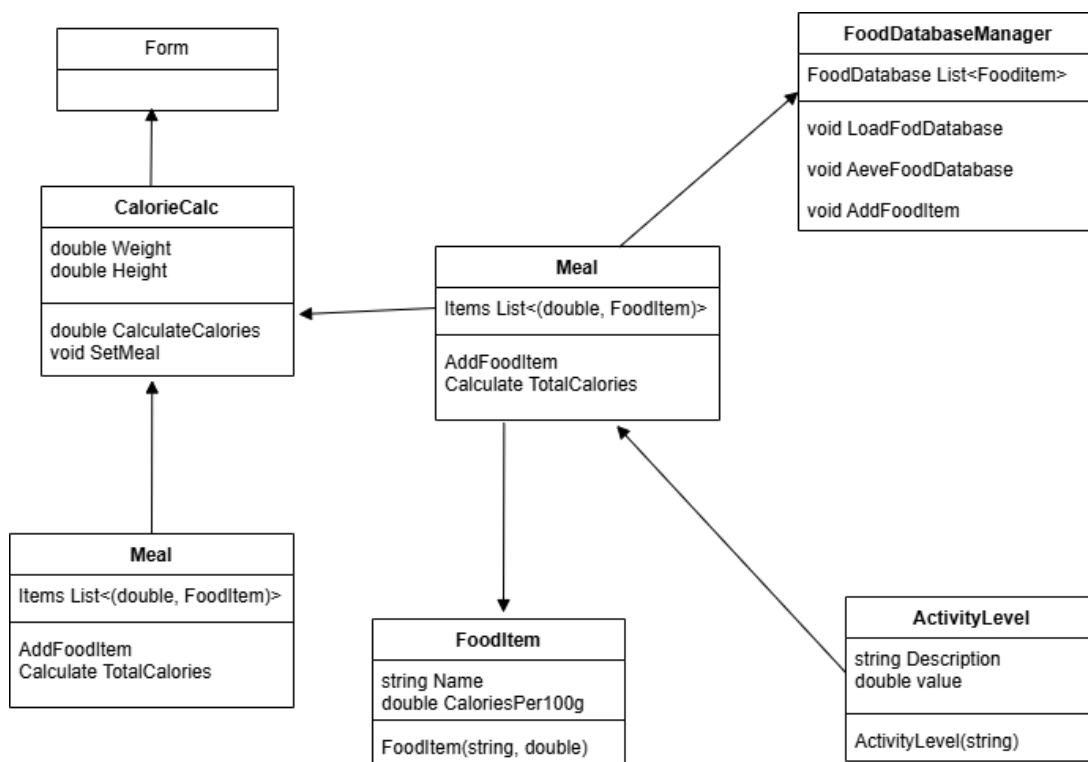 Form
FoodDatabaseManager
FoodDatabase List<Fooditem>
void LoadFodDatabase
void AeveFoodDatabase
void AddFoodItem
CalorieCalc
double Weight
double Height
double CalculateCalories
void SetMeal
Meal
Items List<(double, FoodItem)>
AddFoodItem
Calculate TotalCalories
Meal
Items List<(double, FoodItem)>
AddFoodItem
Calculate TotalCalories
FoodItem
string Name
double CaloriesPer100g
FoodItem(string, double)
ActivityLevel
string Description
double value
ActivityLevel(string)